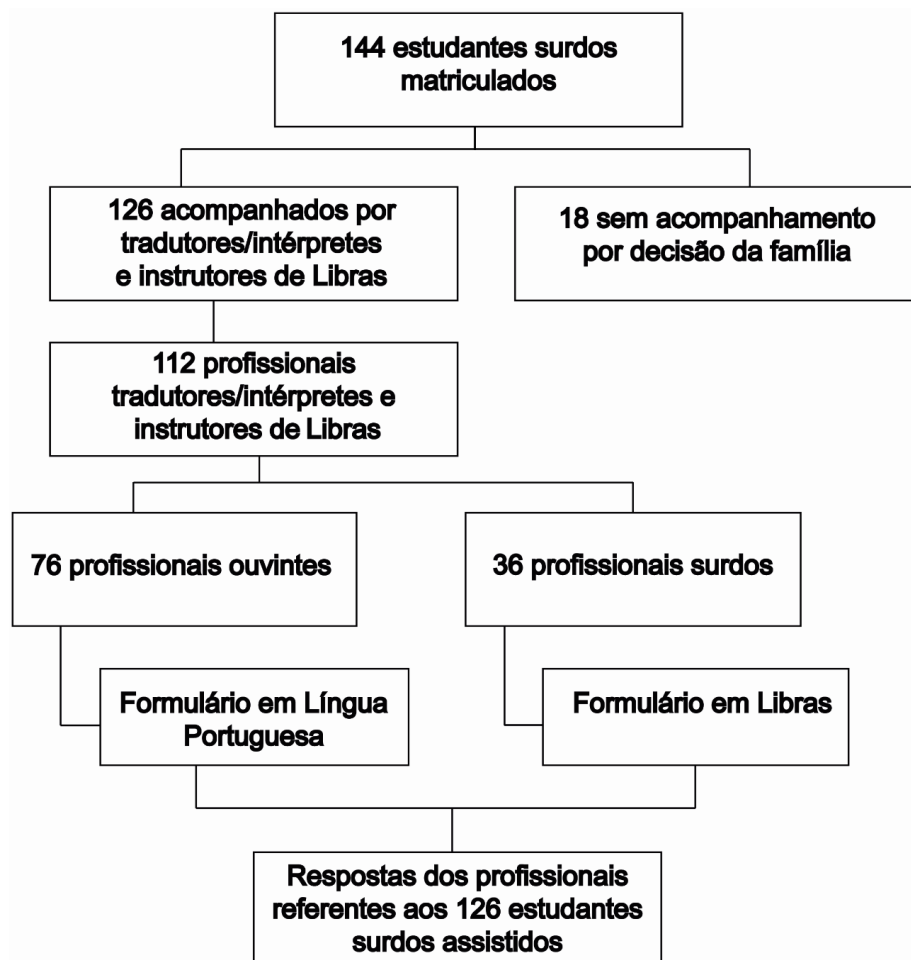 144 estudantes surdos
matriculados
126 acompanhados por
tradutores/intérpretes
e instrutores de Libras
18 sem acompanhamento
por decisão da família
112 profissionais
tradutores/intérpretes e
instrutores de Libras
76 profissionais ouvintes
36 profissionais surdos
Formulário em Língua
Portuguesa
Formulário em Libras
Respostas dos profissionais
referentes aos 126 estudantes
surdos assistidos